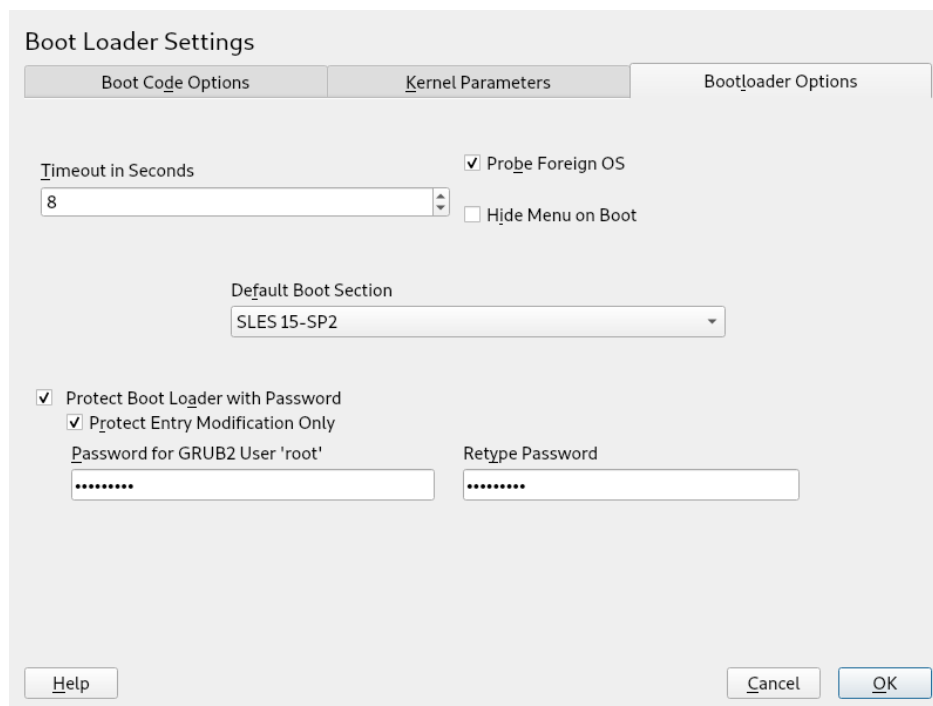 Boot Loader Settings
Boot Code Options
Kernel Parameters
Bootloader Options
Timeout in Seconds
8
Probe Foreign OS
Hide Menu on Boot
Default Boot Section
SLES 15-SP2
Protect Boot Loader with Password
Protect Entry Modification Only
Password for GRUB2 User 'root'
•••••••••
Retype Password
•••••••••
Help
Cancel
OK